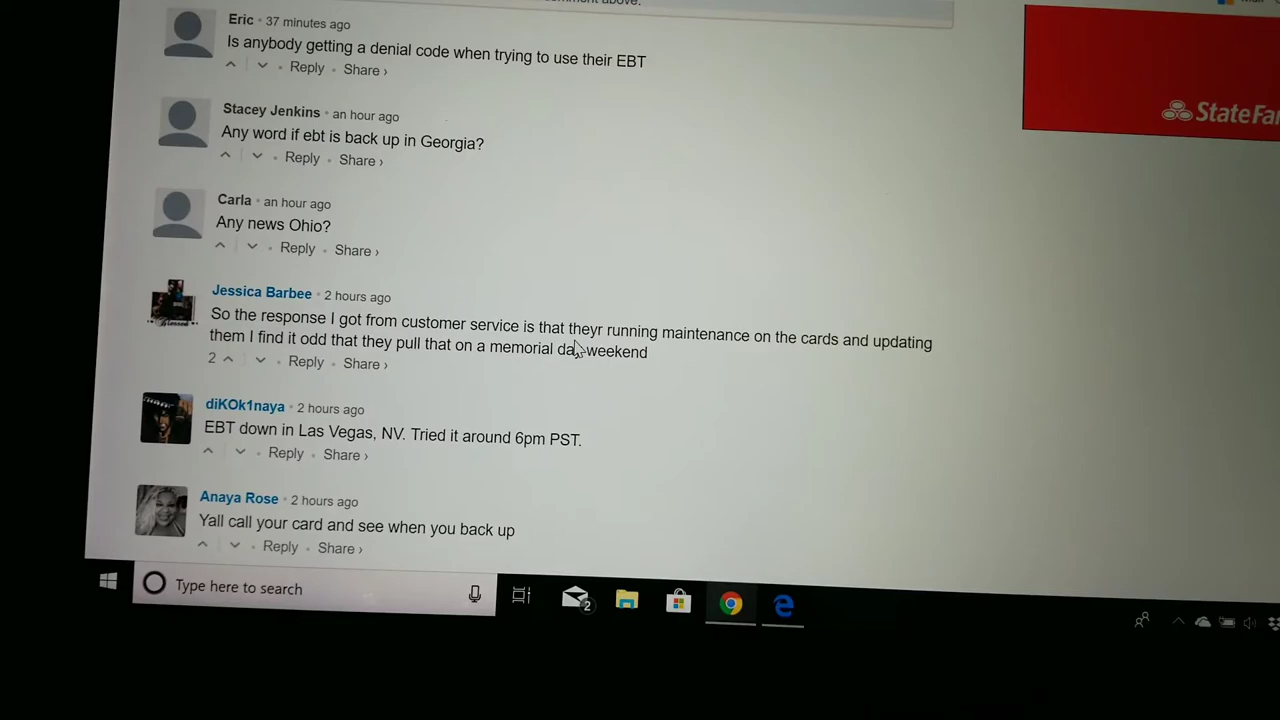 comment above.
Eric • 37 minutes ago
Is anybody getting a denial code when trying to use their EBT
Reply • Share ›
Stacey Jenkins • an hour ago
Any word if ebt is back up in Georgia?
Reply • Share ›
Carla • an hour ago
Any news Ohio?
Reply • Share ›
Jessica Barbee • 2 hours ago
So the response I got from customer service is that theyr running maintenance on the cards and updating
them I find it odd that they pull that on a memorial day weekend
2 Reply • Share ›
diKOk1naya • 2 hours ago
EBT down in Las Vegas, NV. Tried it around 6pm PST.
Reply • Share ›
Anaya Rose • 2 hours ago
Yall call your card and see when you back up
Reply • Share ›
Type here to search
2
StateFar